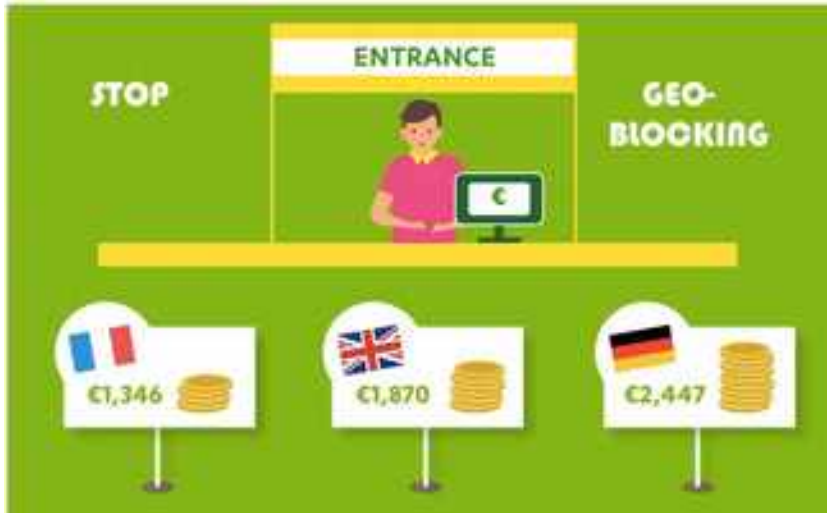 ENTRANCE
STOP
GEO-
BLOCKING
€
€1,346
€1,870
€2,447